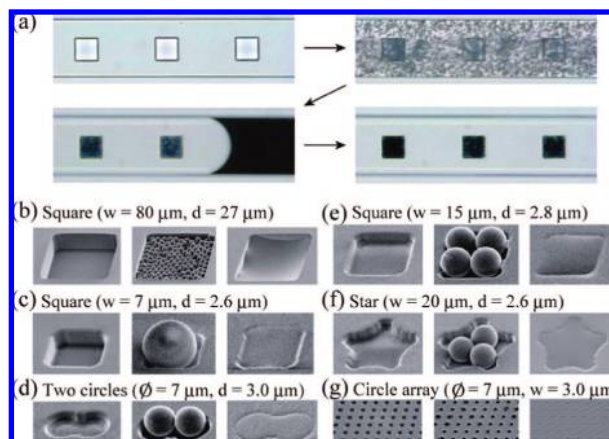 (a)
(b) Square (w = 80 μm, d = 27 μm)
(e) Square (w = 15 μm, d = 2.8 μm)
(c) Square (w = 7 μm, d = 2.6 μm)
(f) Star (w = 20 μm, d = 2.6 μm)
(d) Two circles (Ø = 7 μm, d = 3.0 μm)
(g) Circle array (Ø = 7 μm, w = 3.0 μm)